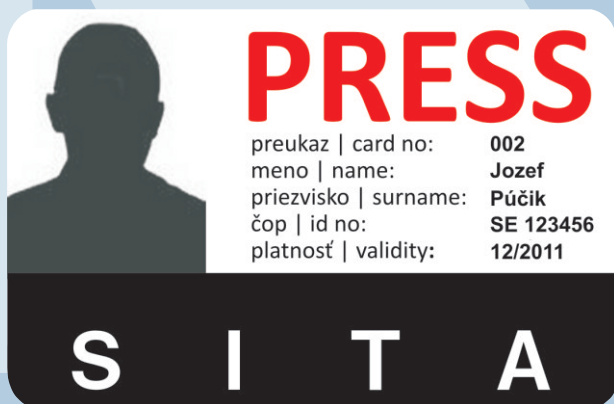 PRESS
preukaz | card no: 002
meno | name: Jozef
priezvisko | surname: Púčik
čop | id no: SE 123456
platnosť | validity: 12/2011
S I T A